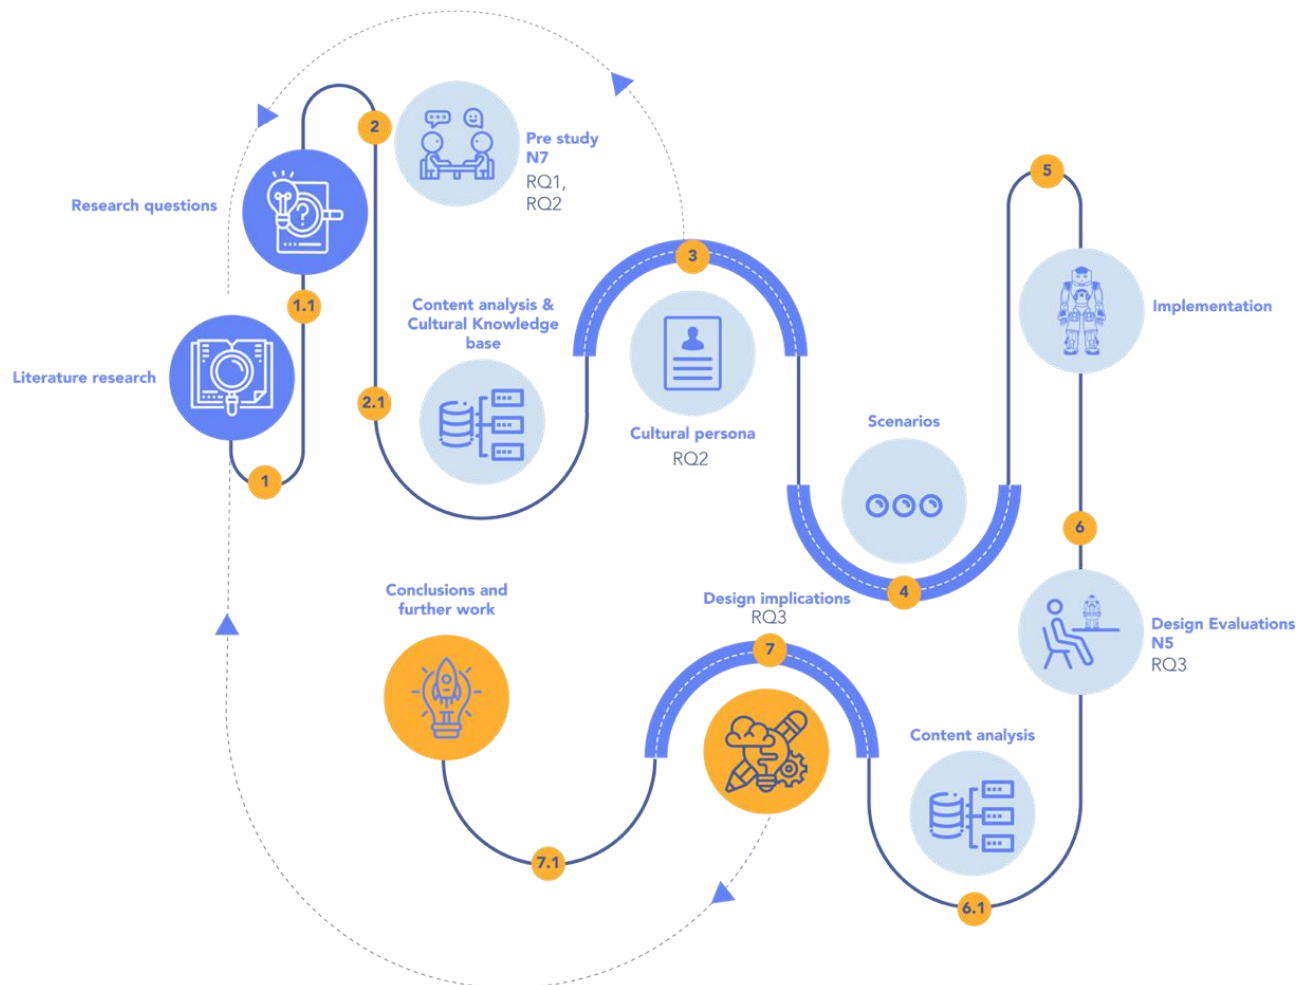 Literature research
1
1.1
Research questions
?
2
Pre study
N7
RQ1,
RQ2
2.1
Content analysis &
Cultural Knowledge
base
3
Cultural persona
RQ2
Scenarios
4
5
Implementation
6
Design Evaluations
N5
RQ3
6.1
Content analysis
Design implications
RQ3
7
7.1
Conclusions and
further work